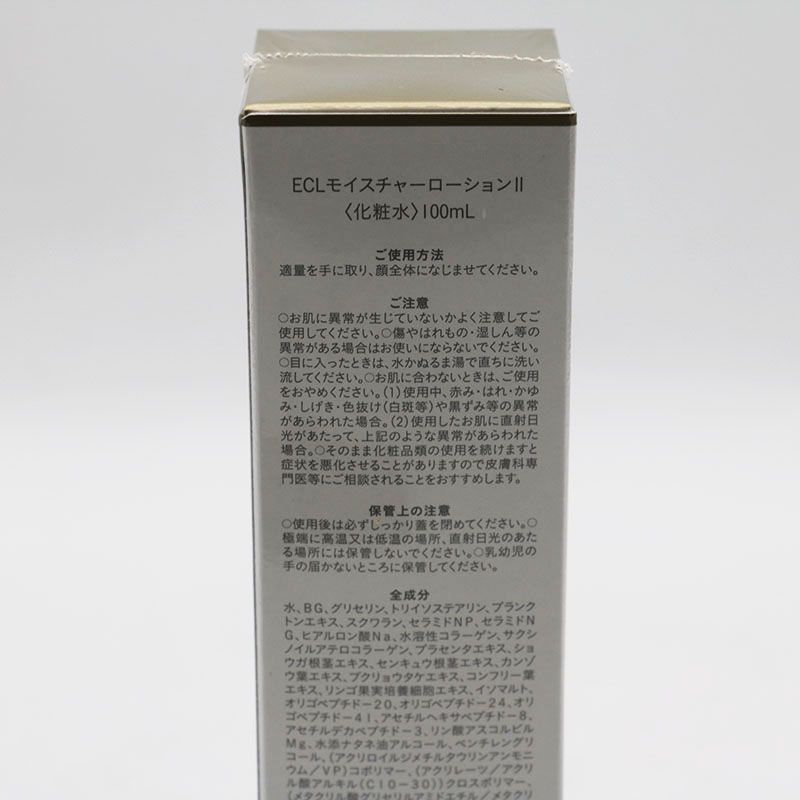 ECLモイスチャーローションII
〈化粧水〉100mL
ご使用方法
適量を手に取り、顔全体になじませてください。
ご注意
○お肌に異常が生じていないかよく注意してご
使用してください。○傷やはれもの・湿しん等の
異常がある場合はお使いにならないでください。
○目に入ったときは、水かぬるま湯で直ちに洗い
流してください。○お肌に合わないときは、ご使用
をおやめください。(1)使用中、赤み・はれ・かゆ
み・しげき・色抜け(白斑等)や黒ずみ等の異常
があらわれた場合。(2)使用したお肌に直射日
光があたって、上記のような異常があらわれた
場合。○そのまま化粧品類の使用を続けますと
症状を悪化させることがありますので皮膚科専
門医等にご相談されることをおすすめします。
保管上の注意
○使用後は必ずしっかり蓋を閉めてください。○
極端に高温又は低温の場所、直射日光のあた
る場所には保管しないでください。○乳幼児の
手の届かないところに保管してください。
全成分
水、BG、グリセリン、トリイソステアリン、プランク
トンエキス、スクワラン、セラミドNP、セラミドN
G、ヒアルロン酸Na、水溶性コラーゲン、サクシ
ノイルアテロコラーゲン、プラセンタエキス、ショ
ウガ根茎エキス、センキュウ根茎エキス、カンゾ
ウ葉エキス、ブクリョウタケエキス、コンフリー葉
エキス、リンゴ果実培養細胞エキス、イソマルト、
オリゴペプチド-20、オリゴペプチド-24、オリ
ゴペプチド-41、アセチルヘキサペプチド-8、
アセチルデカペプチド-3、リン酸アスコルビル
Mg、水添ナタネ油アルコール、ペンチレングリ
コール、(アクリロイルジメチルタウリンアンモニ
ウム/VP)コポリマー、(アクリレーツ/アクリ
ル酸アルキル(C10-30))クロスポリマー、
(メタクリル酸グリセリルアミドエチル/メタクリ